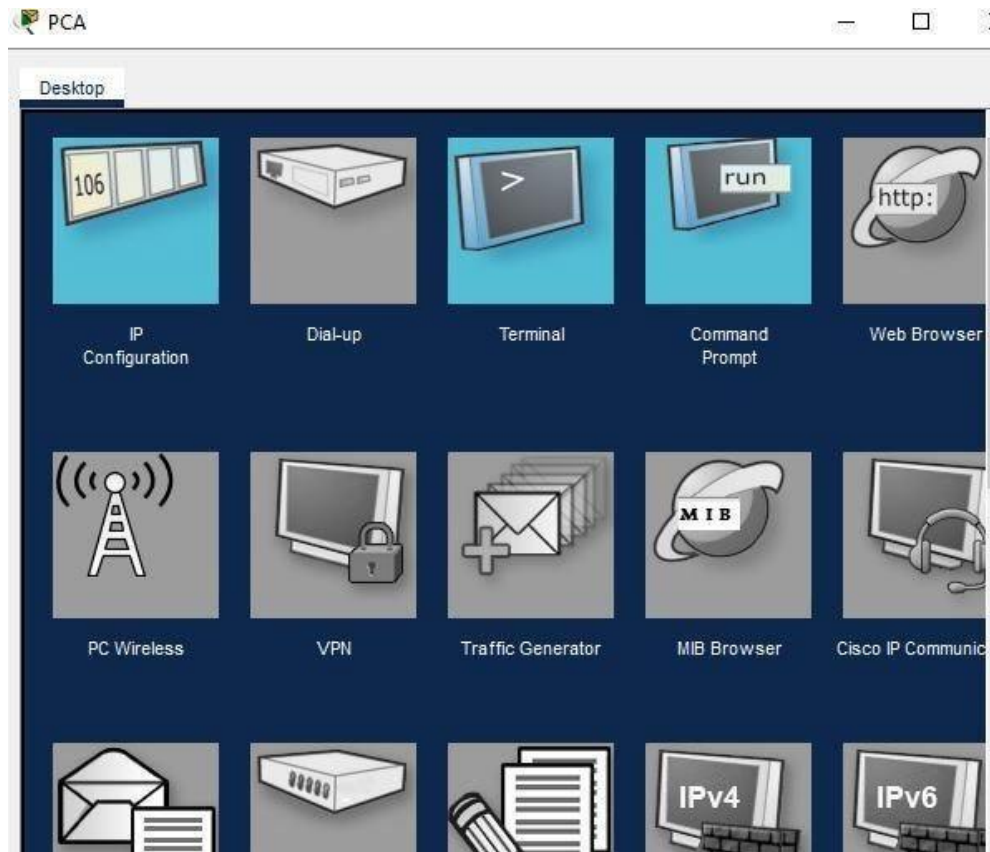 PCA
Desktop
106
>
run
http:
IP
Configuration
Dial-up
Terminal
Command
Prompt
Web Browser
MIB
PC Wireless
VPN
Traffic Generator
MIB Browser
Cisco IP Communic
IPv4
IPv6